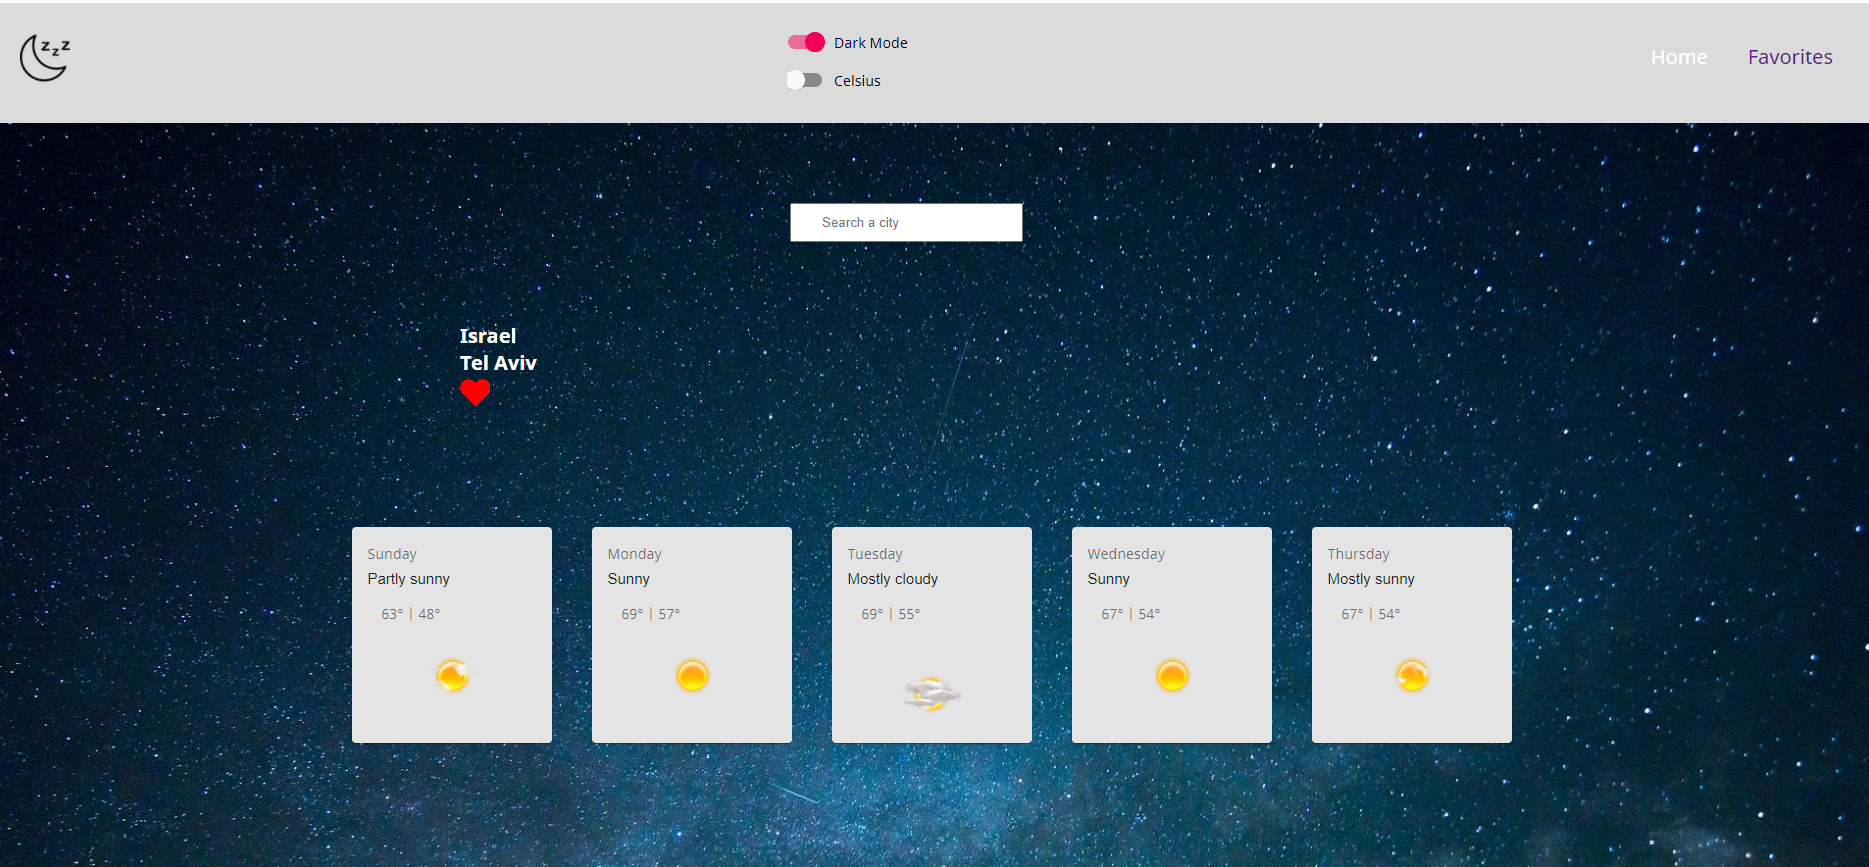 z z z
Dark Mode
Celsius
Home
Favorites
Search a city
Israel
Tel Aviv
Sunday
Partly sunny
63° | 48°
Monday
Sunny
69° | 57°
Tuesday
Mostly cloudy
69° | 55°
Wednesday
Sunny
67° | 54°
Thursday
Mostly sunny
67° | 54°